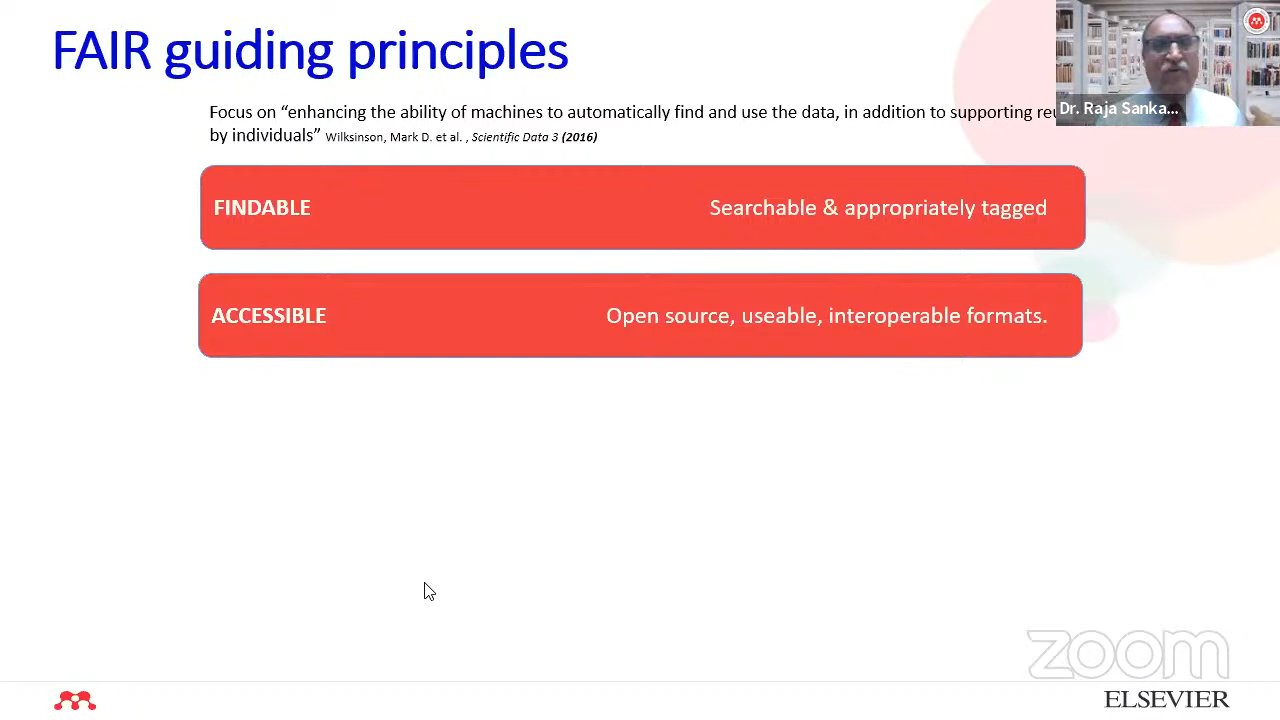 FAIR guiding principles
Focus on “enhancing the ability of machines to automatically find and use the data, in addition to supporting
by individuals” Wilksinson, Mark D. et al. , Scientific Data 3 (2016)
Dr. Raja Sanka...
FINDABLE Searchable & appropriately tagged
ACCESSIBLE Open source, useable, interoperable formats.
zoom
ELSEVIER